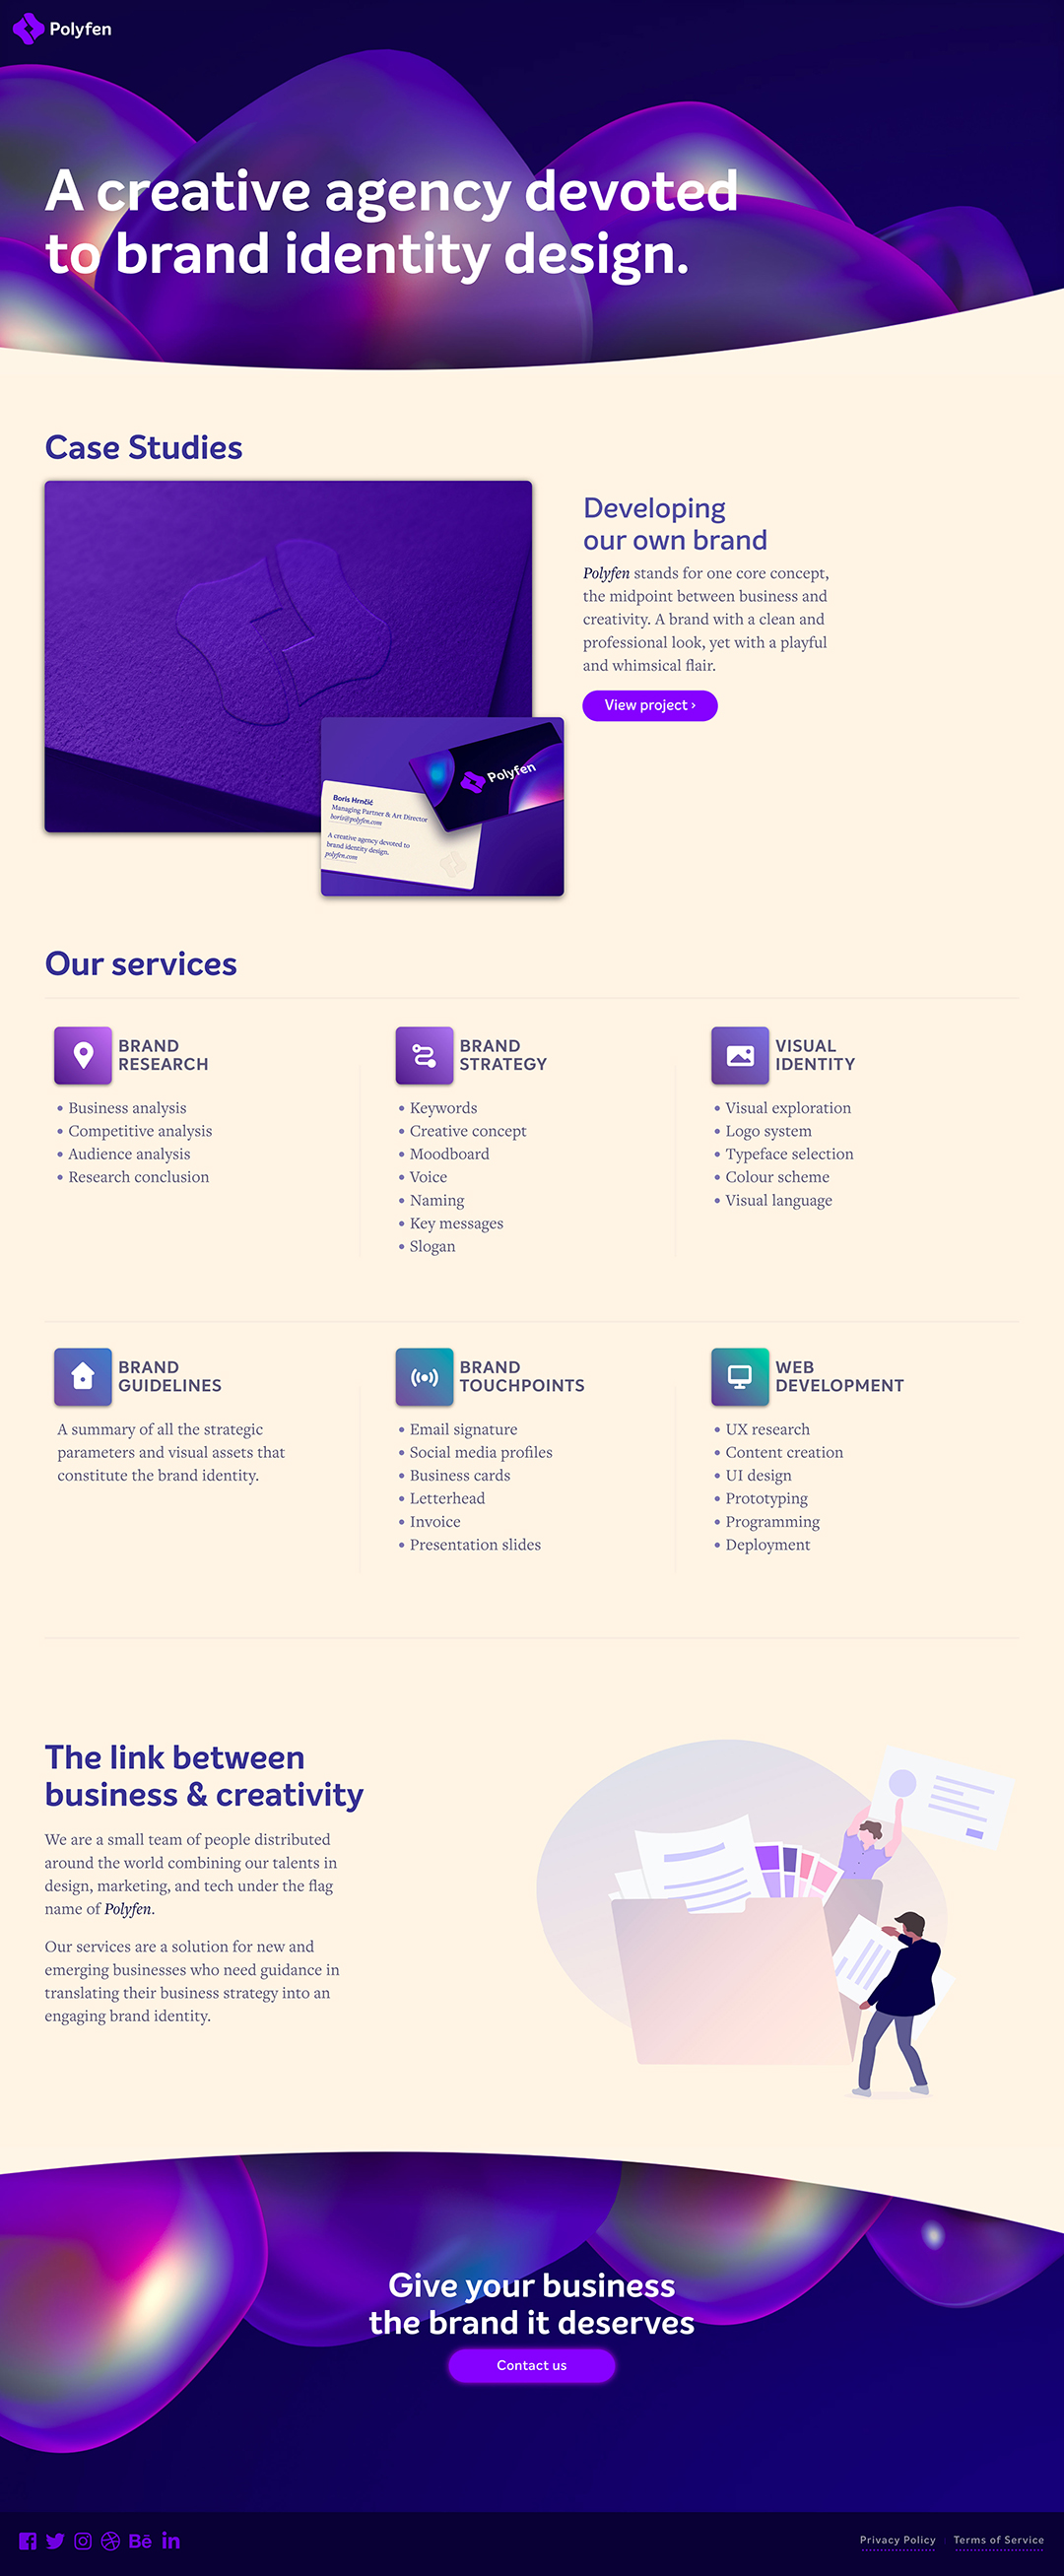 Polyfen
A creative agency devoted
to brand identity design.
Case Studies
Developing
our own brand
Polyfen stands for one core concept,
the midpoint between business and
creativity. A brand with a clean and
professional look, yet with a playful
and whimsical flair.
View project ›
Polyfen
Boris Hrnčić
Managing Partner & Art Director
boris@polyfen.com
A creative agency devoted to
brand identity design.
polyfen.com
Our services
BRAND
RESEARCH
• Business analysis
• Competitive analysis
• Audience analysis
• Research conclusion
BRAND
STRATEGY
• Keywords
• Creative concept
• Moodboard
• Voice
• Naming
• Key messages
• Slogan
VISUAL
IDENTITY
• Visual exploration
• Logo system
• Typeface selection
• Colour scheme
• Visual language
BRAND
GUIDELINES
A summary of all the strategic
parameters and visual assets that
constitute the brand identity.
BRAND
TOUCHPOINTS
• Email signature
• Social media profiles
• Business cards
• Letterhead
• Invoice
• Presentation slides
WEB
DEVELOPMENT
• UX research
• Content creation
• UI design
• Prototyping
• Programming
• Deployment
The link between
business & creativity
We are a small team of people distributed
around the world combining our talents in
design, marketing, and tech under the flag
name of Polyfen.
Our services are a solution for new and
emerging businesses who need guidance in
translating their business strategy into an
engaging brand identity.
Give your business
the brand it deserves
Contact us
Bē in
Privacy Policy
Terms of Service